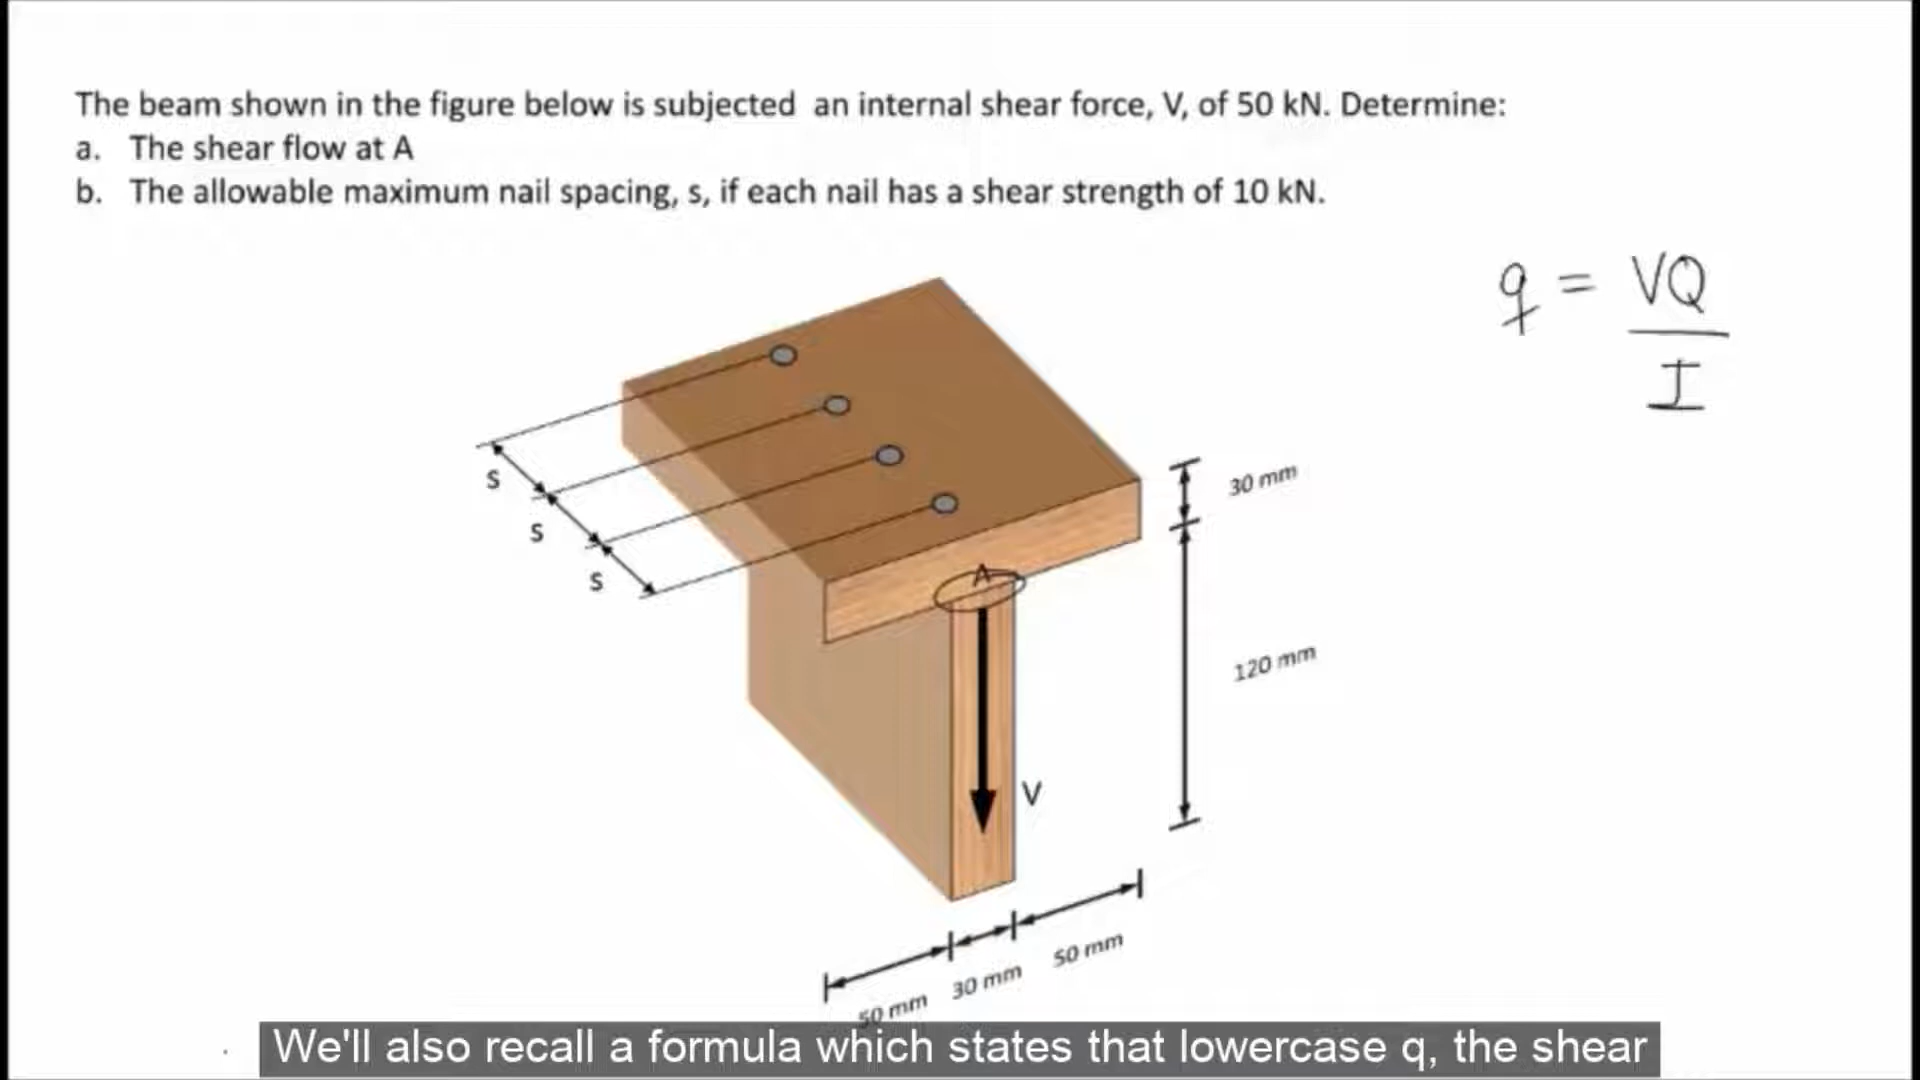 The beam shown in the figure below is subjected an internal shear force, V, of 50 kN. Determine:
a. The shear flow at A
b. The allowable maximum nail spacing, s, if each nail has a shear strength of 10 kN.
q = VQ
I
30 mm
S
S
A
S
120 mm
V
50 mm
30 mm
50 mm
We'll also recall a formula which states that lowercase q, the shear